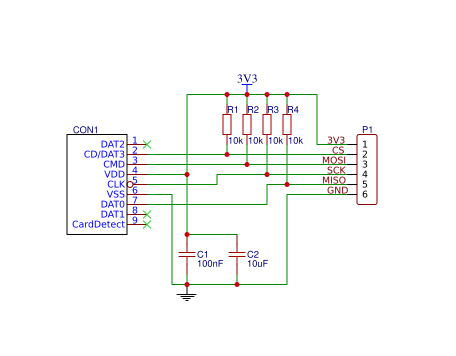 3V3
R1 R2 R3 R4
10k 10k 10k 10k
CON1
DAT2 1
CD/DAT3 2
CMD 3
VDD 4
CLK 5
VSS 6
DAT0 7
DAT1 8
CardDetect 9
P1
3V3 1
CS 2
MOSI 3
SCK 4
MISO 5
GND 6
C1
100nF
C2
10uF